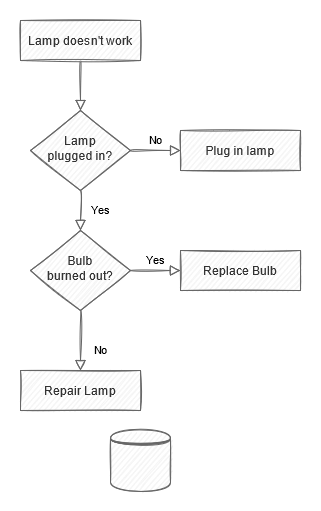 Lamp doesn't work
Lamp
plugged in?
No
Plug in lamp
Yes
Bulb
burned out?
Yes
Replace Bulb
No
Repair Lamp